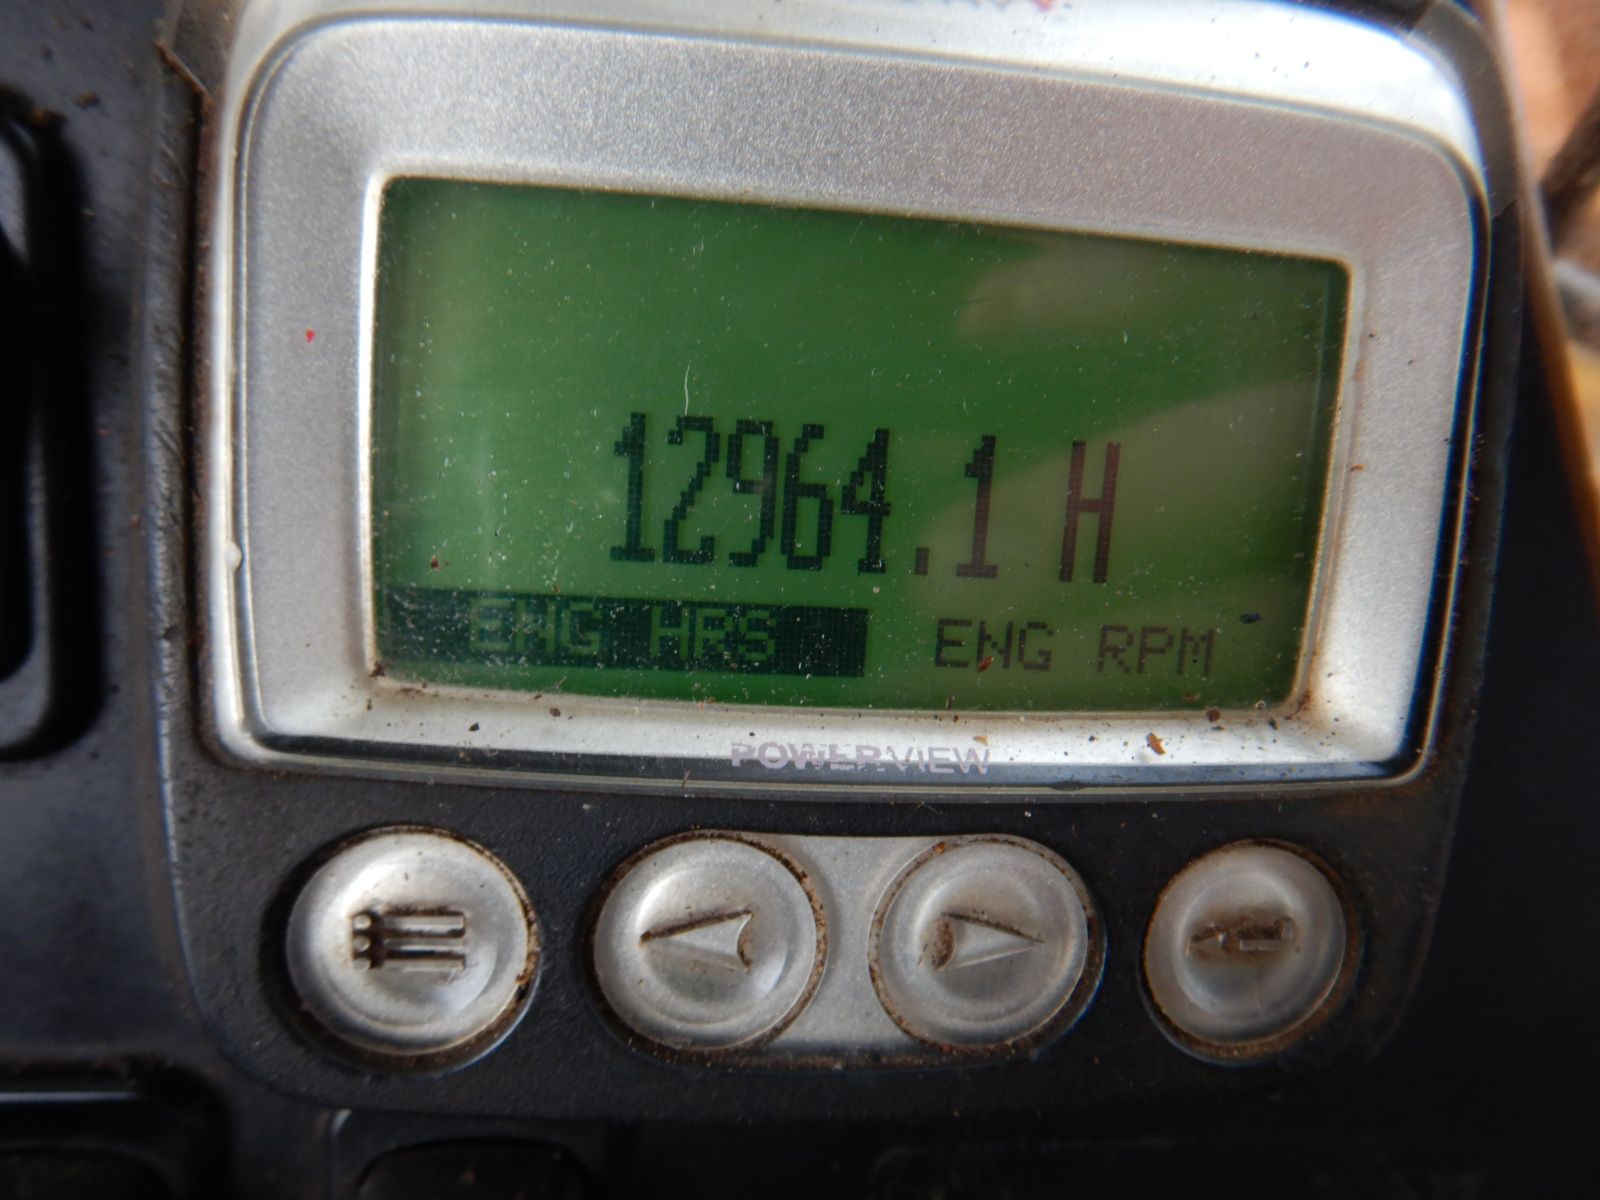 12964.1 H
ENG HRS ENG RPM
POWERVIEW